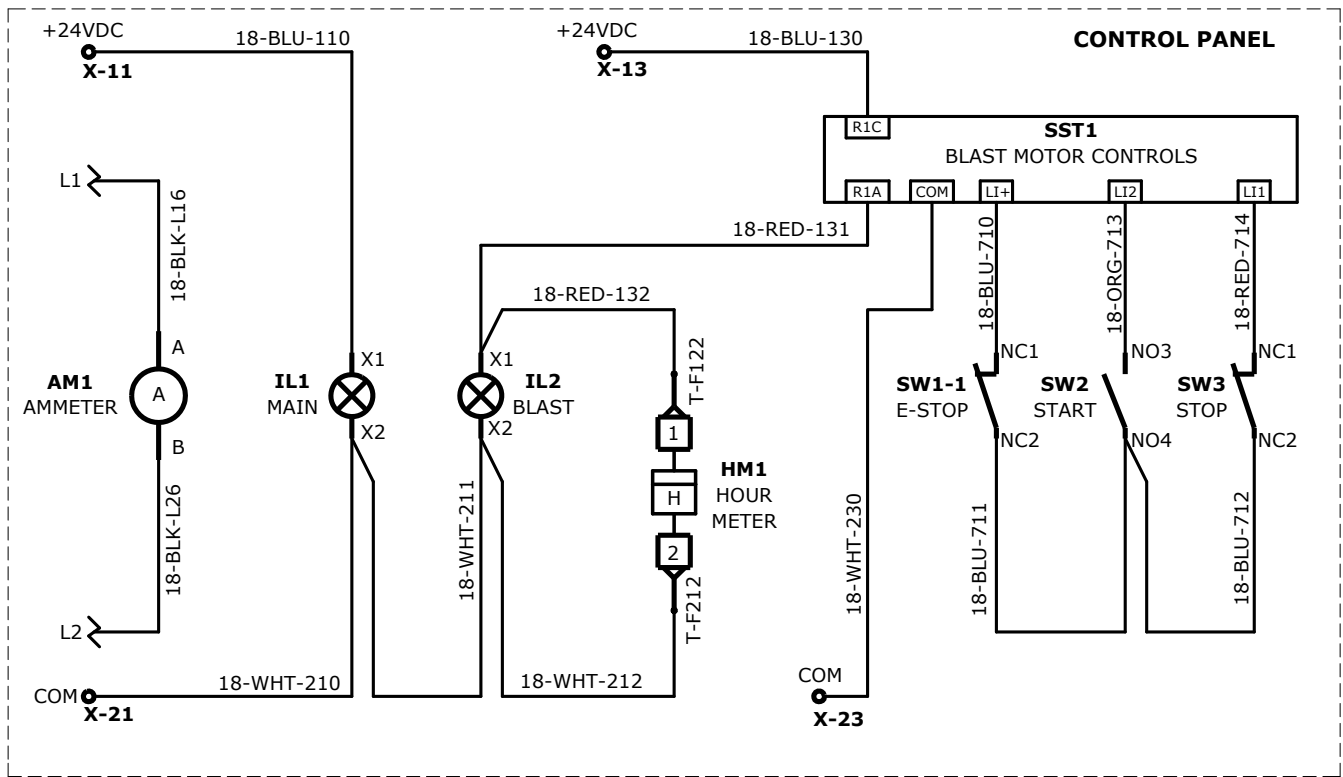 +24VDC
18-BLU-110
X-11
+24VDC
18-BLU-130
X-13
CONTROL PANEL
R1C
SST1
BLAST MOTOR CONTROLS
R1A
COM
LI+
LI2
LI1
L1
18-BLK-L16
18-RED-131
18-BLU-710
18-ORG-713
18-RED-714
18-RED-132
A
AM1
AMMETER
A
B
X1
IL1
MAIN
X2
X1
IL2
BLAST
X2
T-F122
1
HM1
HOUR
METER
H
2
T-F212
NC1
SW1-1
E-STOP
NC2
NO3
SW2
START
NO4
NC1
SW3
STOP
NC2
18-BLK-L26
18-WHT-211
18-WHT-230
18-BLU-711
18-BLU-712
L2
COM
X-21
18-WHT-210
18-WHT-212
COM
X-23